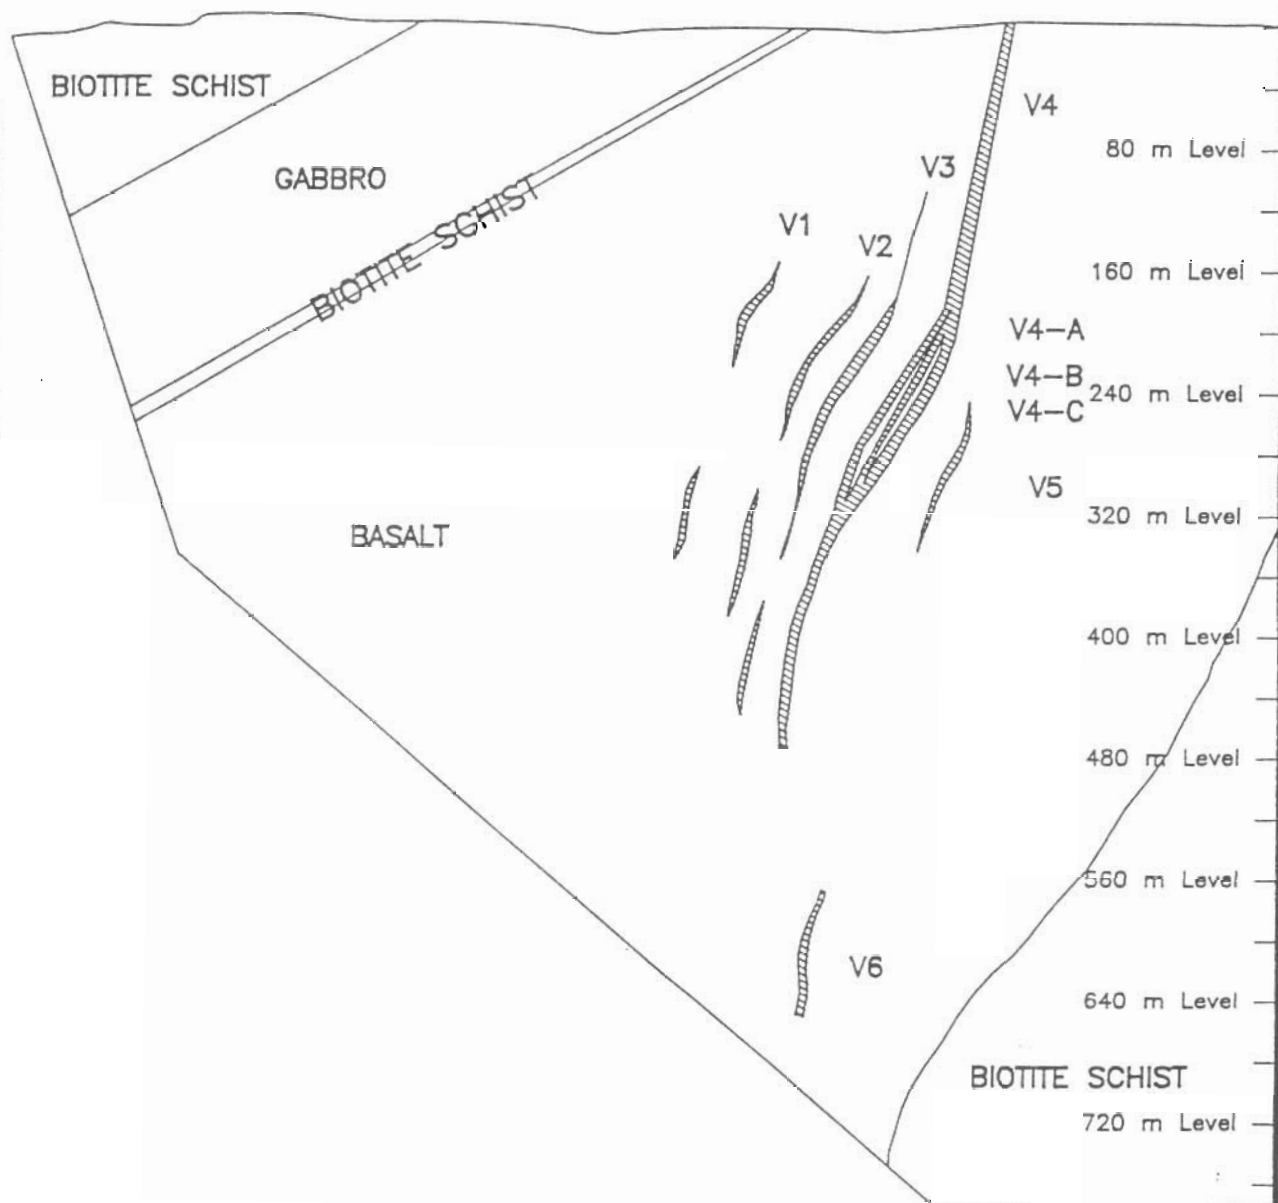 BIOTITE SCHIST
V4
80 m Level
V3
GABBRO
BIOTITE SCHIST
V1
V2
160 m Level
V4-A
V4-B
240 m Level
V4-C
V5
320 m Level
BASALT
400 m Level
480 m Level
560 m Level
V6
640 m Level
BIOTITE SCHIST
720 m Level